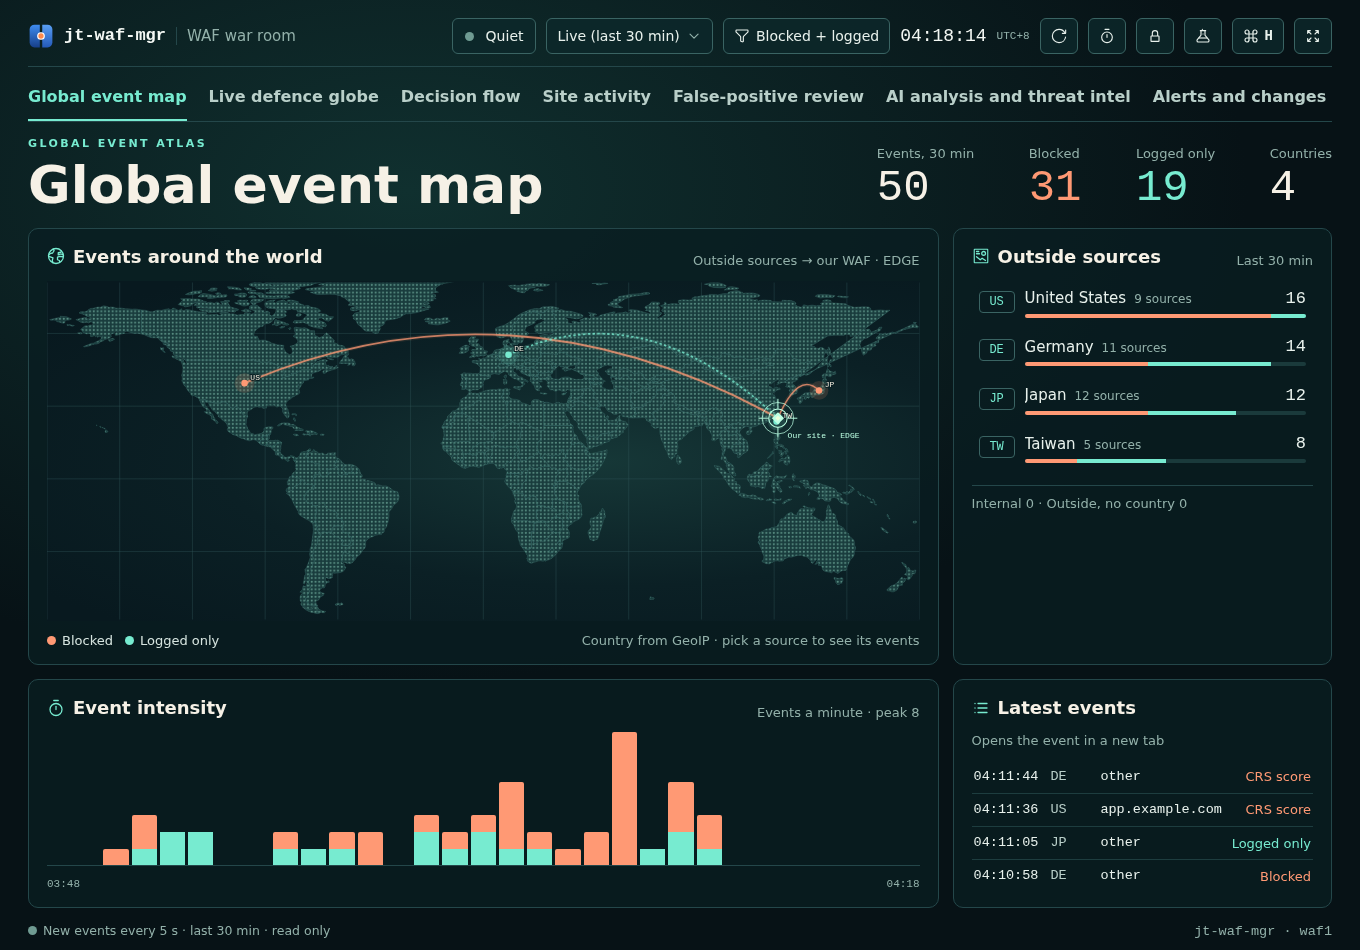 jt-waf-mgr WAF war room Quiet Live (last 30 min) Blocked + logged 04:18:14 UTC+8 ⌘ H
Global event map Live defence globe Decision flow Site activity False-positive review AI analysis and threat intel Alerts and changes
GLOBAL EVENT ATLAS
Global event map
Events, 30 min Blocked Logged only Countries
50 31 19 4
Events around the world Outside sources → our WAF · EDGE
US
DE
JP
Our site · EDGE
Blocked Logged only Country from GeoIP · pick a source to see its events
Outside sources Last 30 min
US United States 9 sources 16
DE Germany 11 sources 14
JP Japan 12 sources 12
TW Taiwan 5 sources 8
Internal 0 · Outside, no country 0
Event intensity Events a minute · peak 8
03:48 04:18
Latest events
Opens the event in a new tab
04:11:44 DE other CRS score
04:11:36 US app.example.com CRS score
04:11:05 JP other Logged only
04:10:58 DE other Blocked
New events every 5 s · last 30 min · read only jt-waf-mgr · waf1